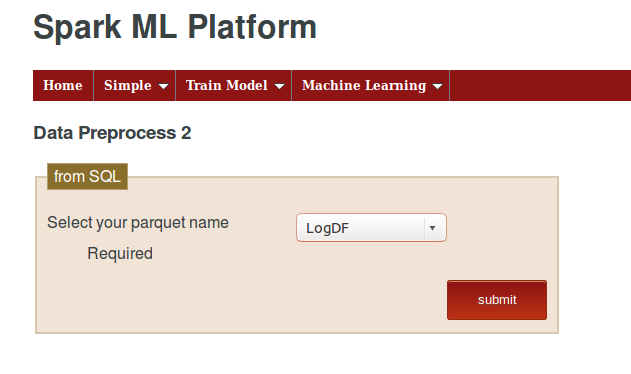 Spark ML Platform
Home Simple Train Model Machine Learning
Data Preprocess 2
from SQL
Select your parquet name LogDF
Required
submit